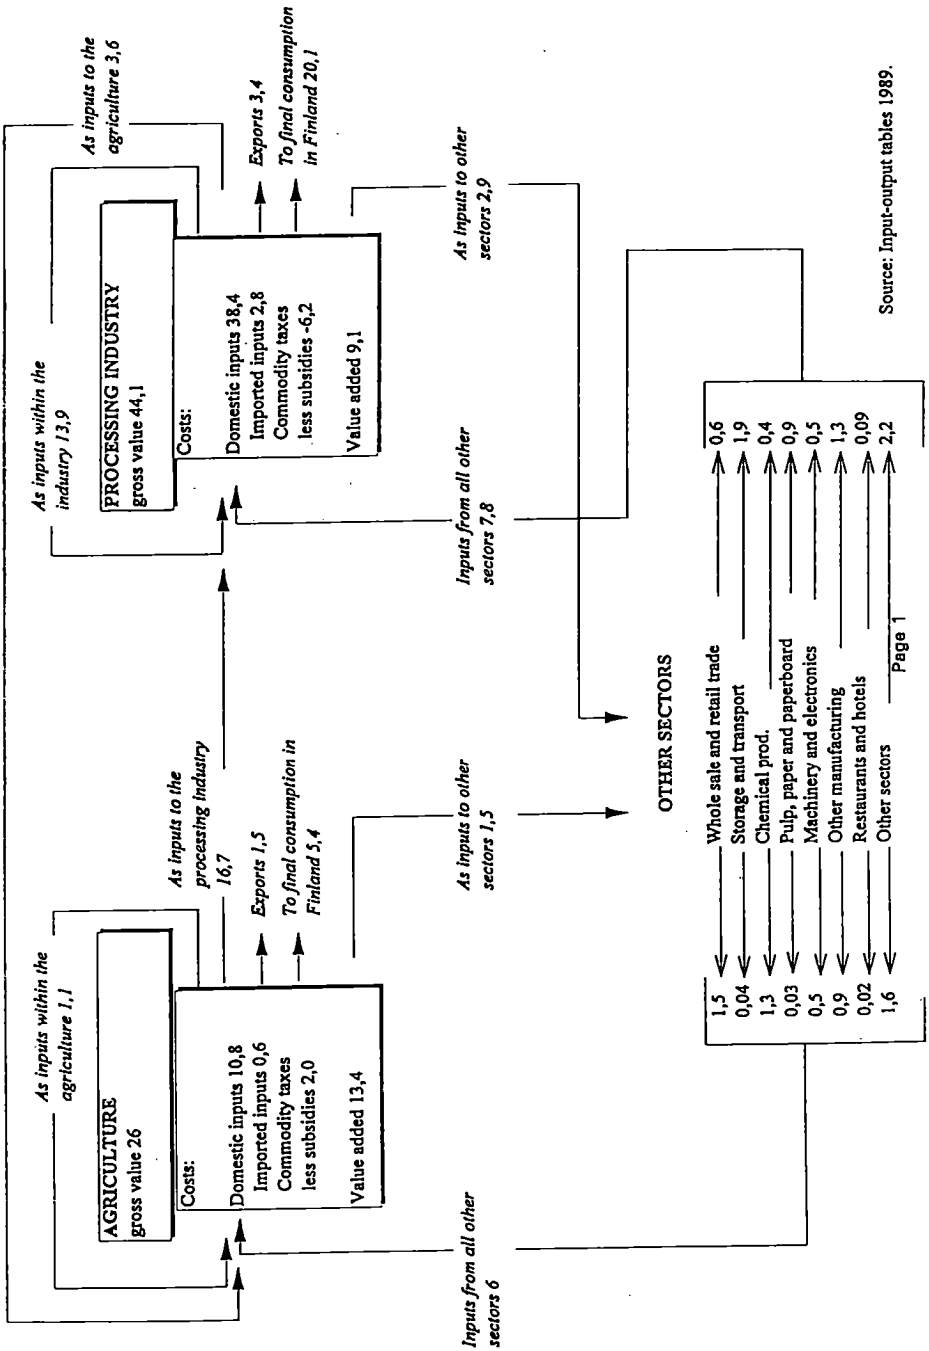 As inputs within the
agriculture 1,1
AGRICULTURE
gross value 26
Costs:
Domestic inputs 10,8
Imported inputs 0,6
Commodity taxes
less subsidies 2,0
Value added 13,4
As inputs to the
processing industry
16,7
Exports 1,5
To final consumption in
Finland 5,4
As inputs to other
sectors 1,5
Inputs from all other
sectors 6
As inputs within the
industry 13,9
PROCESSING INDUSTRY
gross value 44,1
Costs:
Domestic inputs 38,4
Imported inputs 2,8
Commodity taxes
less subsidies -6,2
Value added 9,1
As inputs to the
agriculture 3,6
Exports 3,4
To final consumption
in Finland 20,1
As inputs to other
sectors 2,9
Inputs from all other
sectors 7,8
OTHER SECTORS
1,5 Whole sale and retail trade 0,6
0,04 Storage and transport 1,9
1,3 Chemical prod. 0,4
0,03 Pulp, paper and paperboard 0,9
0,5 Machinery and electronics 0,5
0,9 Other manufacturing 1,3
0,02 Restaurants and hotels 0,09
1,6 Other sectors 2,2
Page 1
Source: Input-output tables 1989.